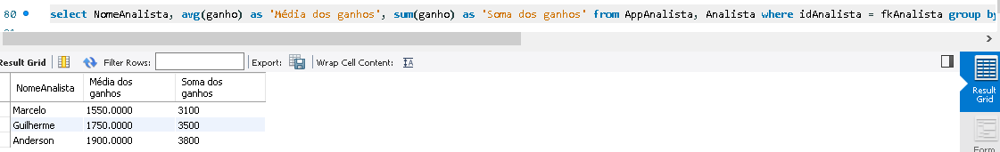 80 select NomeAnalista, avg(ganho) as 'Média dos ganhos', sum(ganho) as 'Soma dos ganhos' from AppAnalista, Analista where idAnalista = fkAnalista group by
Result Grid Filter Rows: Export: Wrap Cell Content: IA
NomeAnalista Média dos ganhos Soma dos ganhos
Marcelo 1550.0000 3100
Guilherme 1750.0000 3500
Anderson 1900.0000 3800
Result
Grid
Form